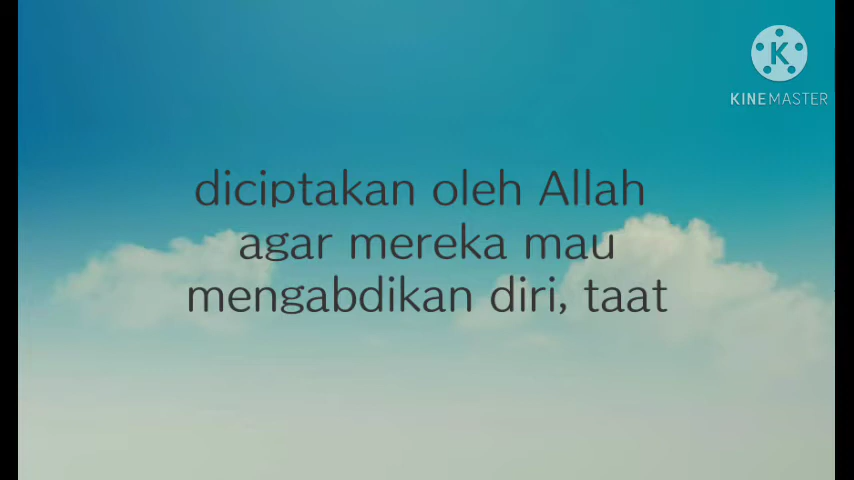 KINEMASTER
diciptakan oleh Allah
agar mereka mau
mengabdikan diri, taat